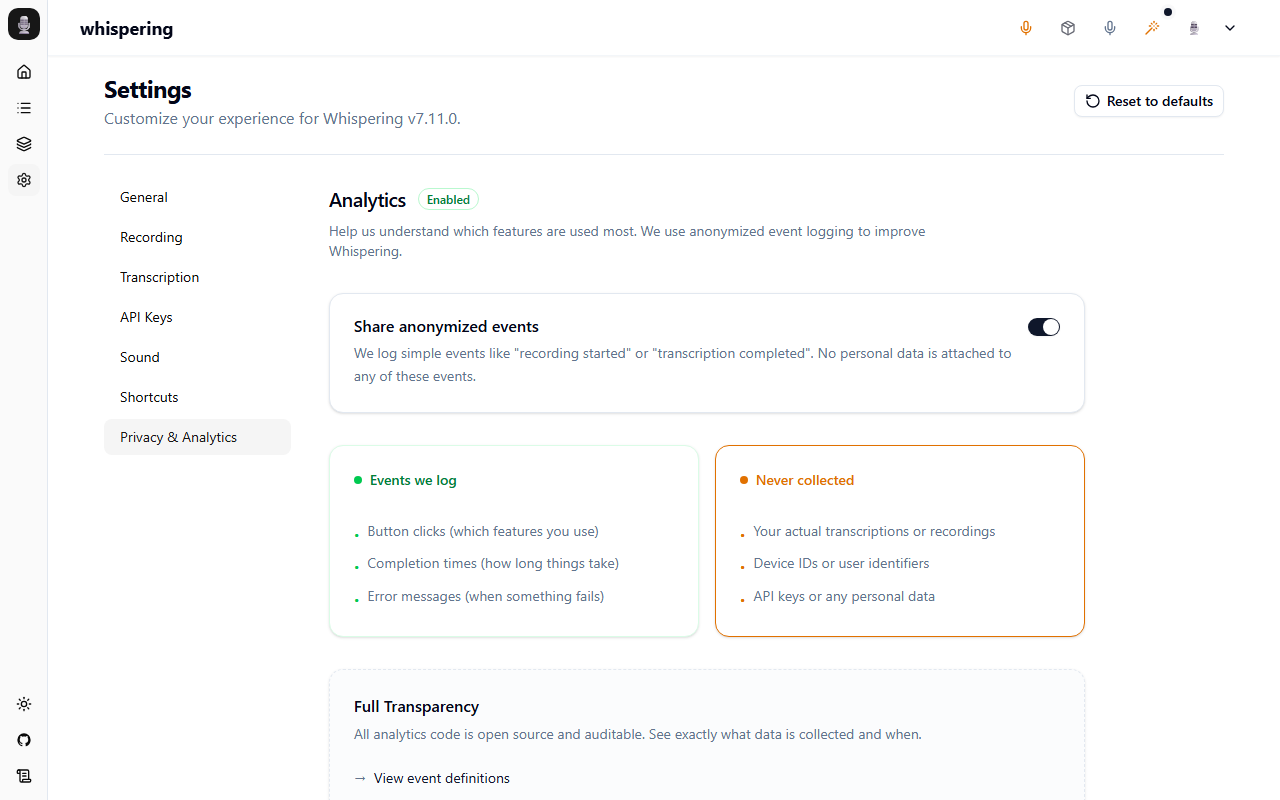 whispering
Settings
Customize your experience for Whispering v7.11.0.
Reset to defaults
General
Recording
Transcription
API Keys
Sound
Shortcuts
Privacy & Analytics
Analytics
Enabled
Help us understand which features are used most. We use anonymized event logging to improve
Whispering.
Share anonymized events
We log simple events like "recording started" or "transcription completed". No personal data is attached to
any of these events.
Events we log
• Button clicks (which features you use)
• Completion times (how long things take)
• Error messages (when something fails)
Never collected
• Your actual transcriptions or recordings
• Device IDs or user identifiers
• API keys or any personal data
Full Transparency
All analytics code is open source and auditable. See exactly what data is collected and when.
→ View event definitions